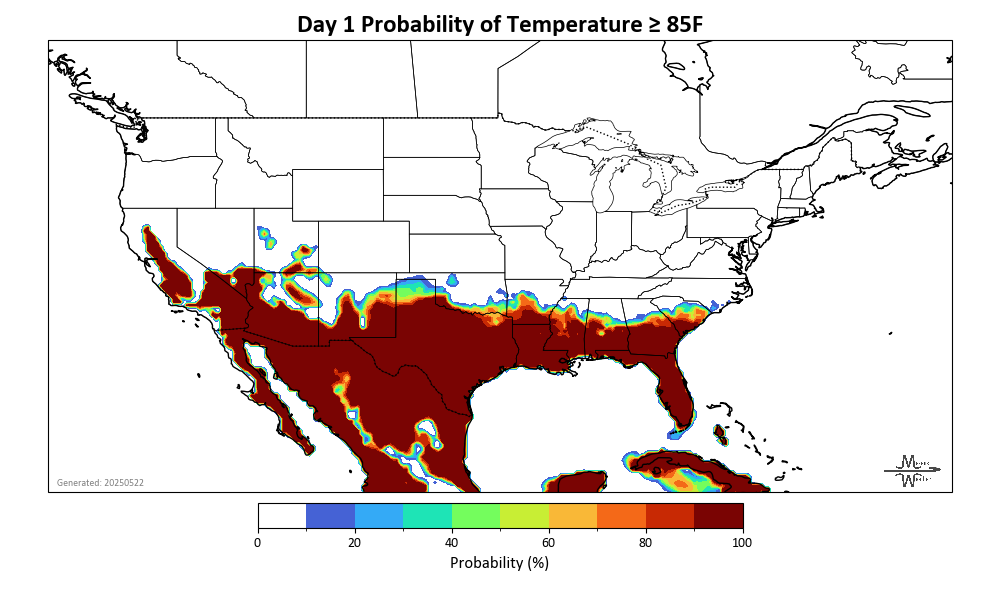 Day 1 Probability of Temperature ≥ 85F
Generated: 20250522
0 20 40 60 80 100
Probability (%)